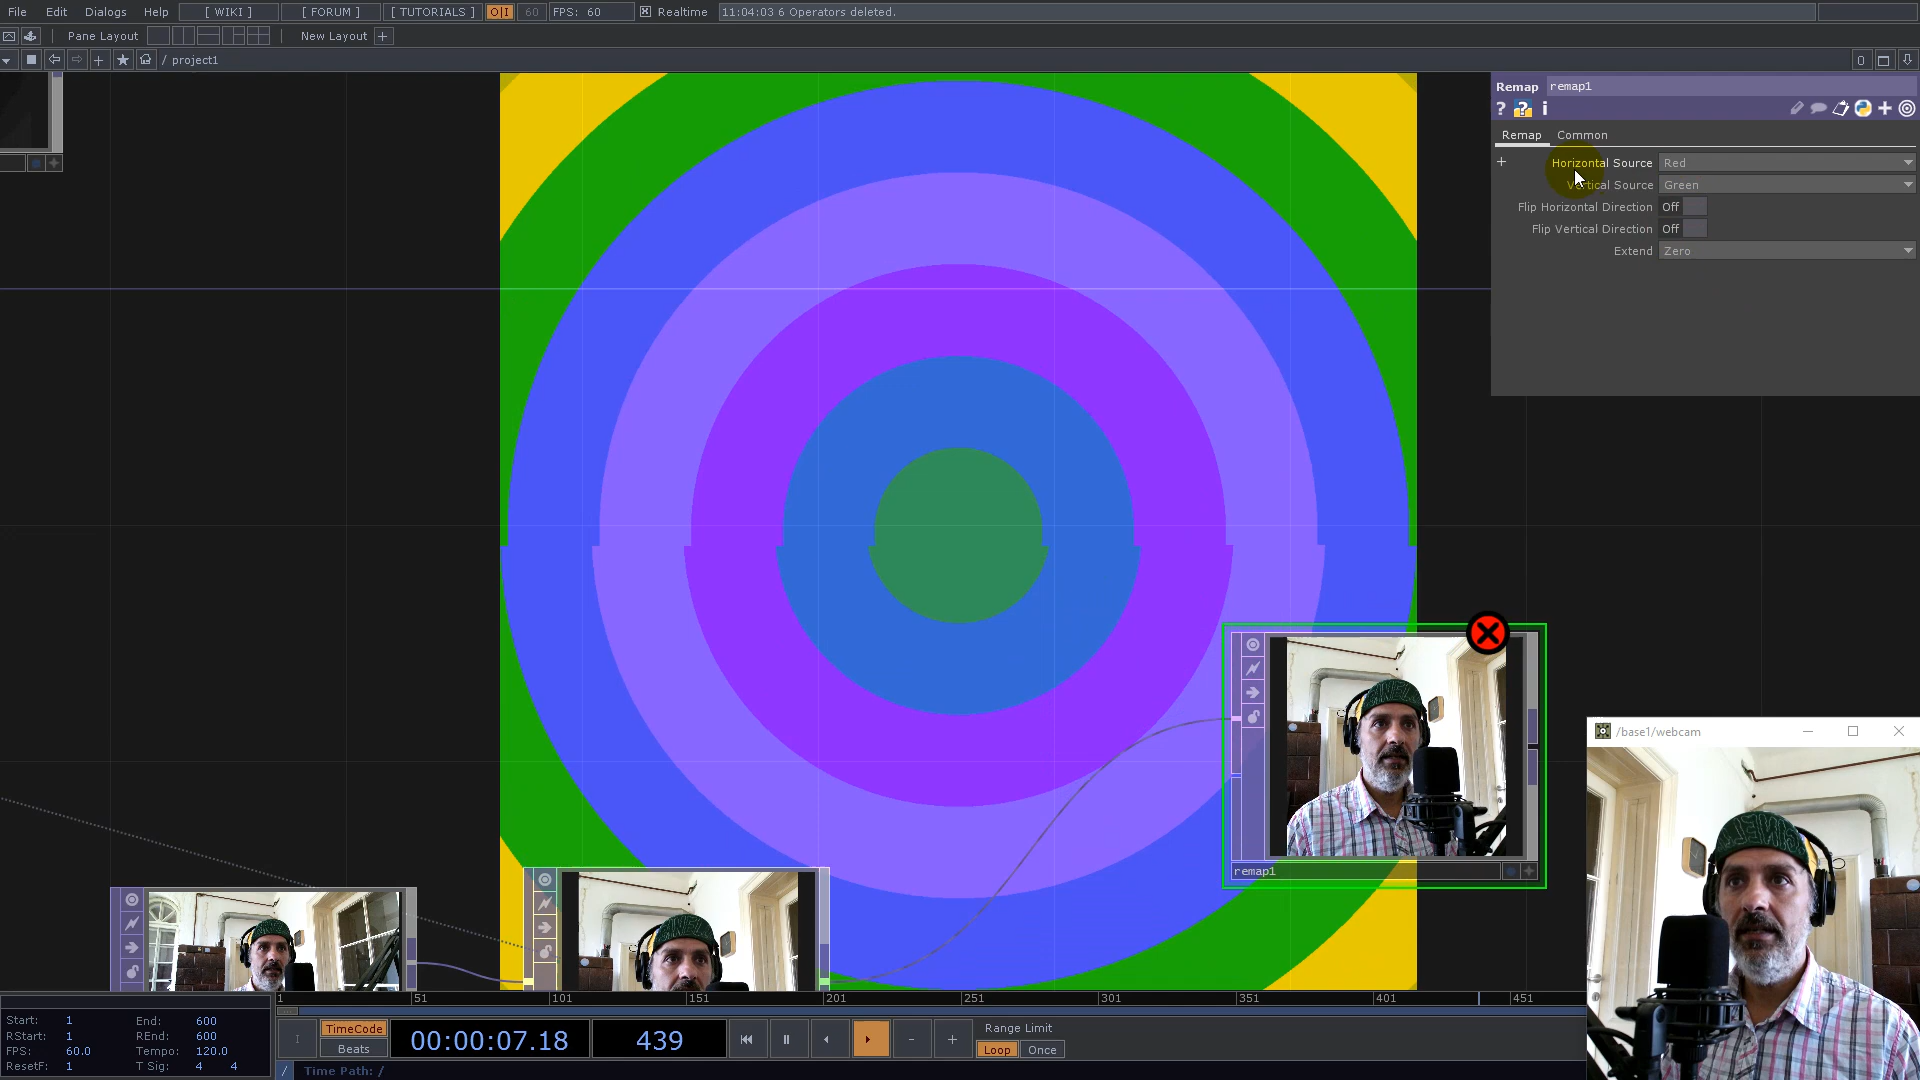 File Edit Dialogs Help [ WIKI ] [ FORUM ] [ TUTORIALS ] O|I 60 FPS: 60 Realtime 11:04:03 6 Operators deleted.
Pane Layout New Layout +
/ project1 0
Remap remap1
? ? i
Remap Common
+ Horizontal Source Red
Vertical Source Green
Flip Horizontal Direction Off
Flip Vertical Direction Off
Extend Zero
/base1/webcam
remap1
1 51 101 151 201 251 301 351 401 451
Start: 1 End: 600
RStart: 1 REnd: 600
FPS: 60.0 Tempo: 120.0
ResetF: 1 T Sig: 4 4
I TimeCode
Beats
00:00:07.18 439
- +
Range Limit
Loop Once
/ Time Path: /